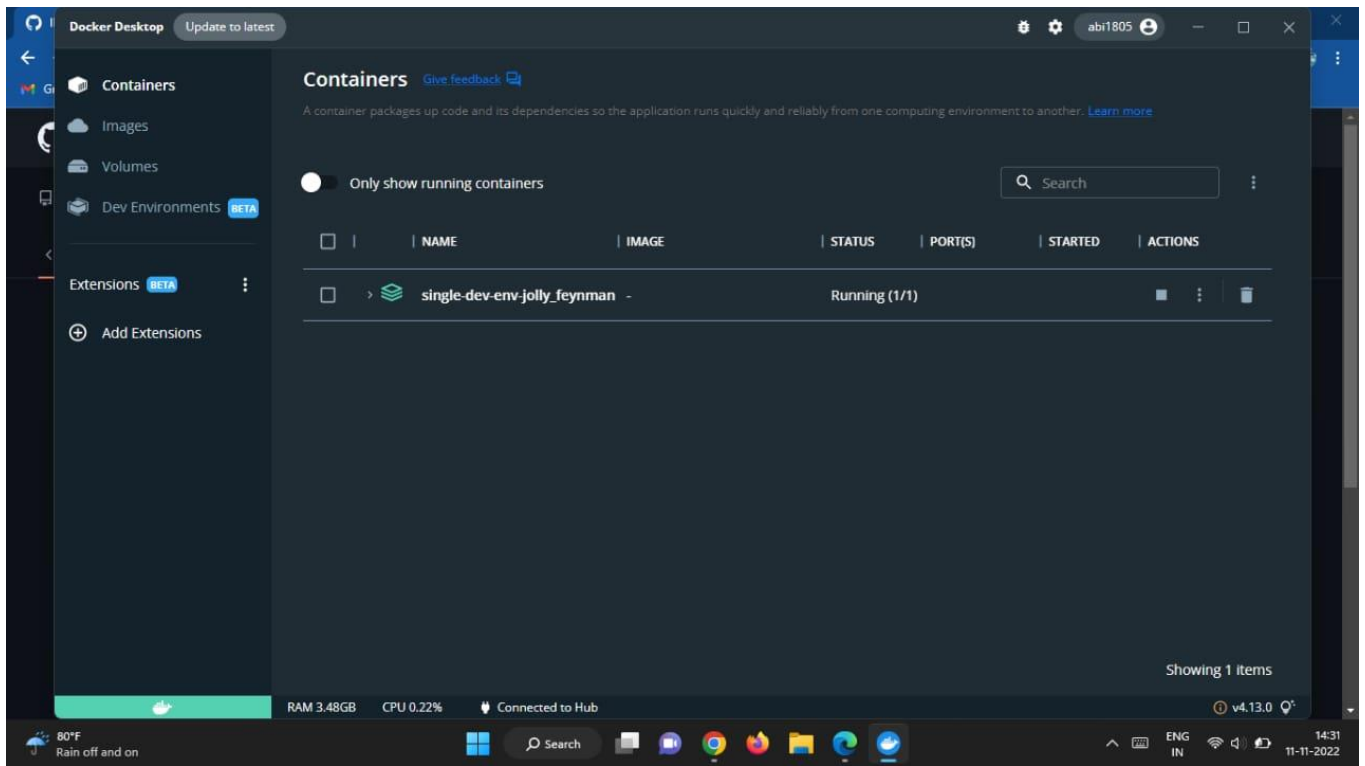 Docker Desktop Update to latest abi1805
Containers
Images
Volumes
Dev Environments BETA
Extensions BETA
Add Extensions
Containers Give feedback
A container packages up code and its dependencies so the application runs quickly and reliably from one computing environment to another. Learn more
Only show running containers Search
NAME IMAGE STATUS PORT(S) STARTED ACTIONS
single-dev-env-jolly_feynman - Running (1/1)
Showing 1 items
RAM 3.48GB CPU 0.22% Connected to Hub v4.13.0
80°F
Rain off and on
Search
ENG
IN
14:31
11-11-2022